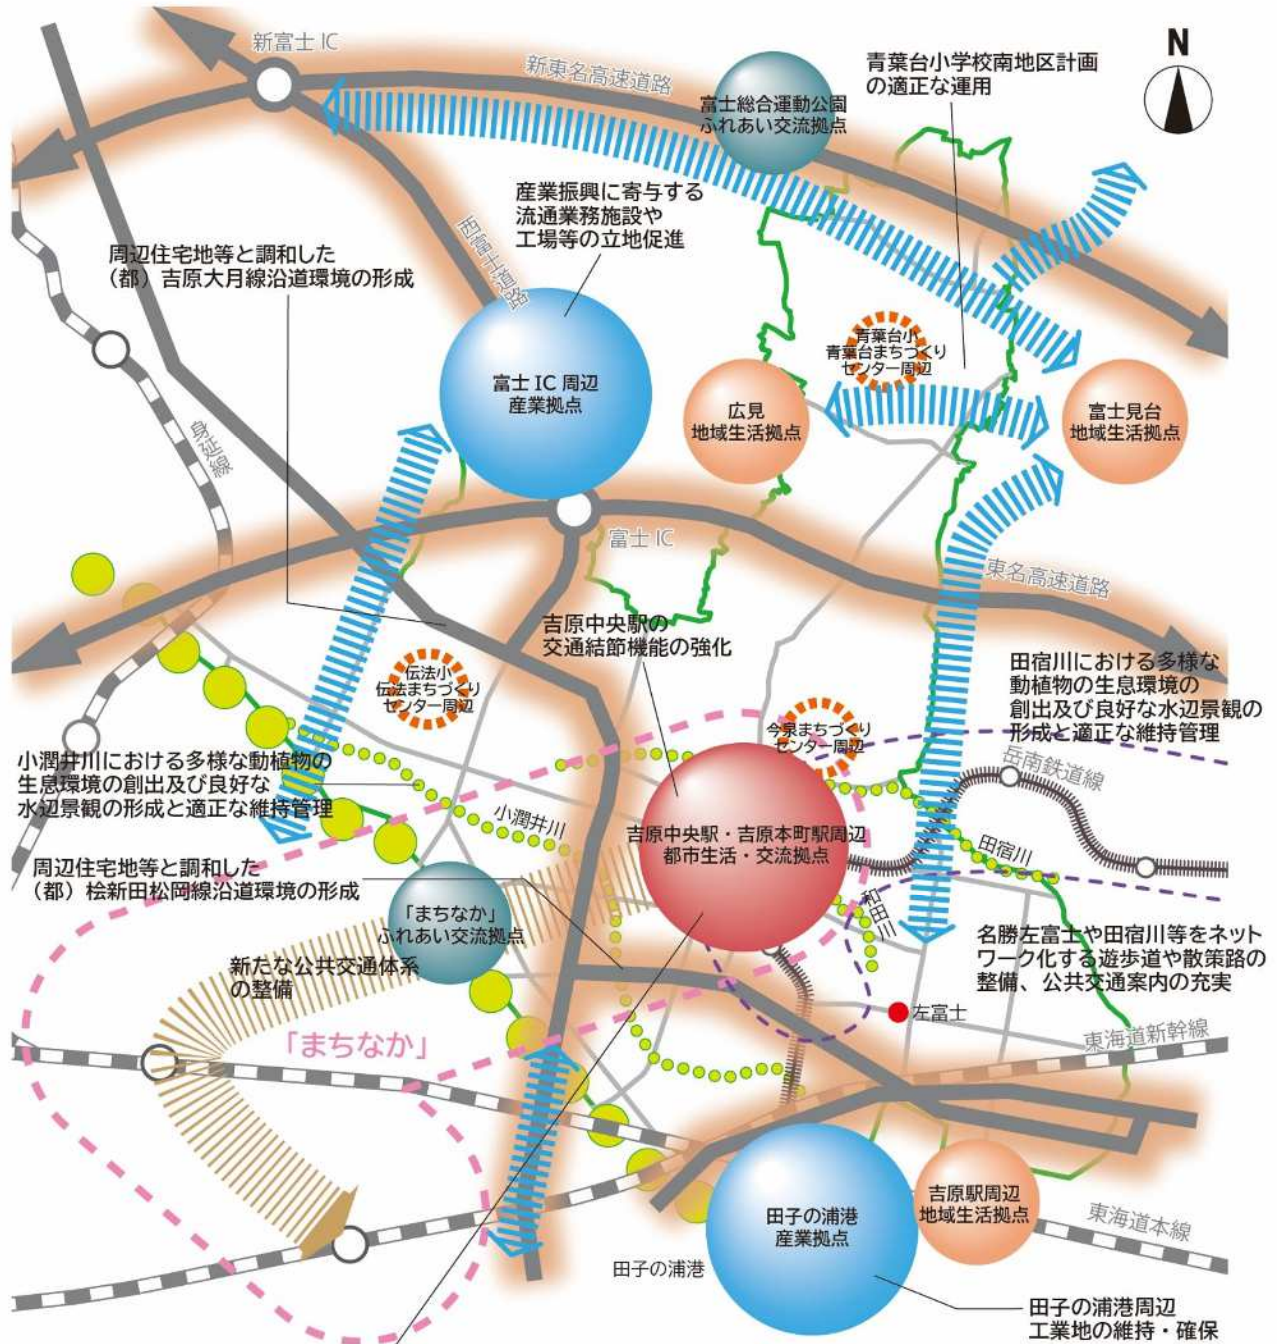 N
新富士 IC
新東名高速道路
青葉台小学校南地区計画
の適正な運用
富士総合運動公園
ふれあい交流拠点
産業振興に寄与する
流通業務施設や
工場等の立地促進
西富士道路
周辺住宅地等と調和した
(都)吉原大月線沿道環境の形成
青葉台小
青葉台まちづくり
センター周辺
富士 IC 周辺
産業拠点
広見
地域生活拠点
富士見台
地域生活拠点
身延線
富士 IC
東名高速道路
吉原中央駅の
交通結節機能の強化
伝法小
伝法まちづくり
センター周辺
田宿川における多様な
動植物の生息環境の
創出及び良好な水辺景観の
形成と適正な維持管理
今泉まちづくり
センター周辺
岳南鉄道線
小潤井川における多様な動植物の
生息環境の創出及び良好な
水辺景観の形成と適正な維持管理
小潤井川
吉原中央駅・吉原本町駅周辺
都市生活・交流拠点
田宿川
周辺住宅地等と調和した
(都)桧新田松岡線沿道環境の形成
和田川
「まちなか」
ふれあい交流拠点
名勝左富士や田宿川等をネット
ワーク化する遊歩道や散策路の
整備、公共交通案内の充実
新たな公共交通体系
の整備
左富士
「まちなか」
東海道新幹線
吉原駅周辺
地域生活拠点
田子の浦港
産業拠点
東海道本線
田子の浦港
田子の浦港周辺
工業地の維持・確保